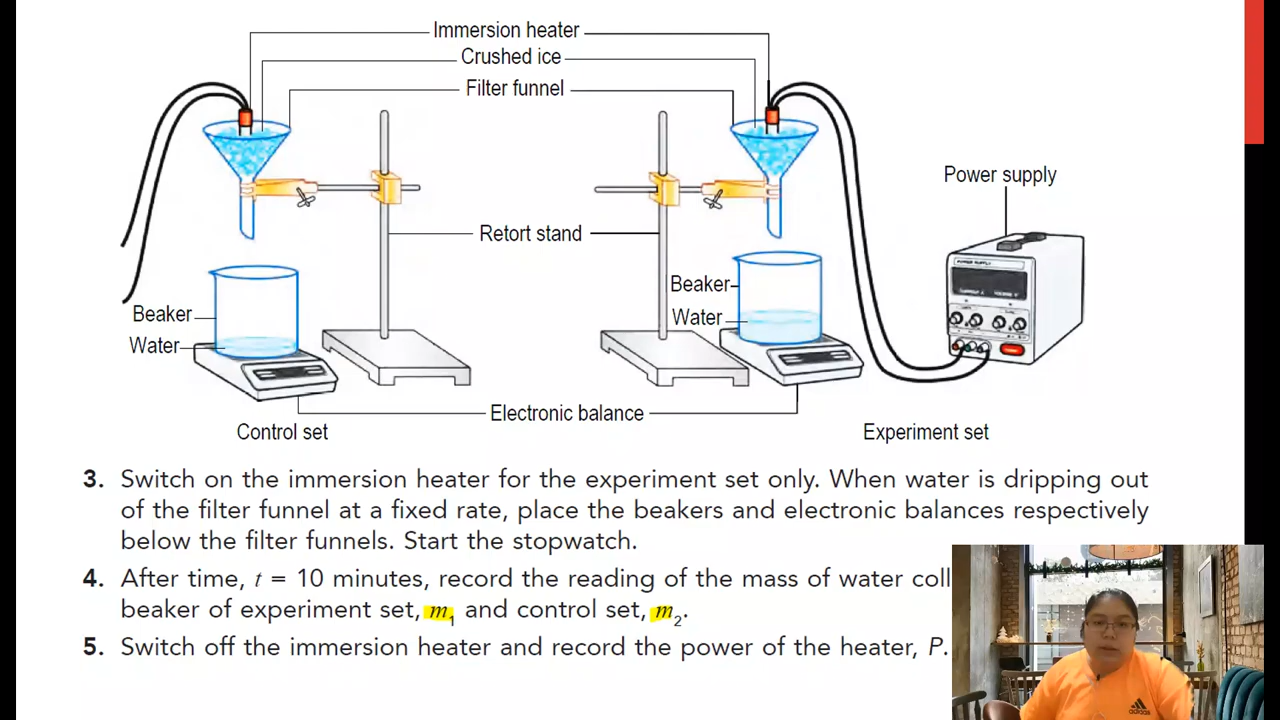 Immersion heater
Crushed ice
Filter funnel
Power supply
Retort stand
Beaker
Water
Beaker
Water
POWER SUPPLY
Electronic balance
Control set
Experiment set
3. Switch on the immersion heater for the experiment set only. When water is dripping out
of the filter funnel at a fixed rate, place the beakers and electronic balances respectively
below the filter funnels. Start the stopwatch.
4. After time, t = 10 minutes, record the reading of the mass of water coll
beaker of experiment set, m₁ and control set, m₂.
5. Switch off the immersion heater and record the power of the heater, P.
adidas